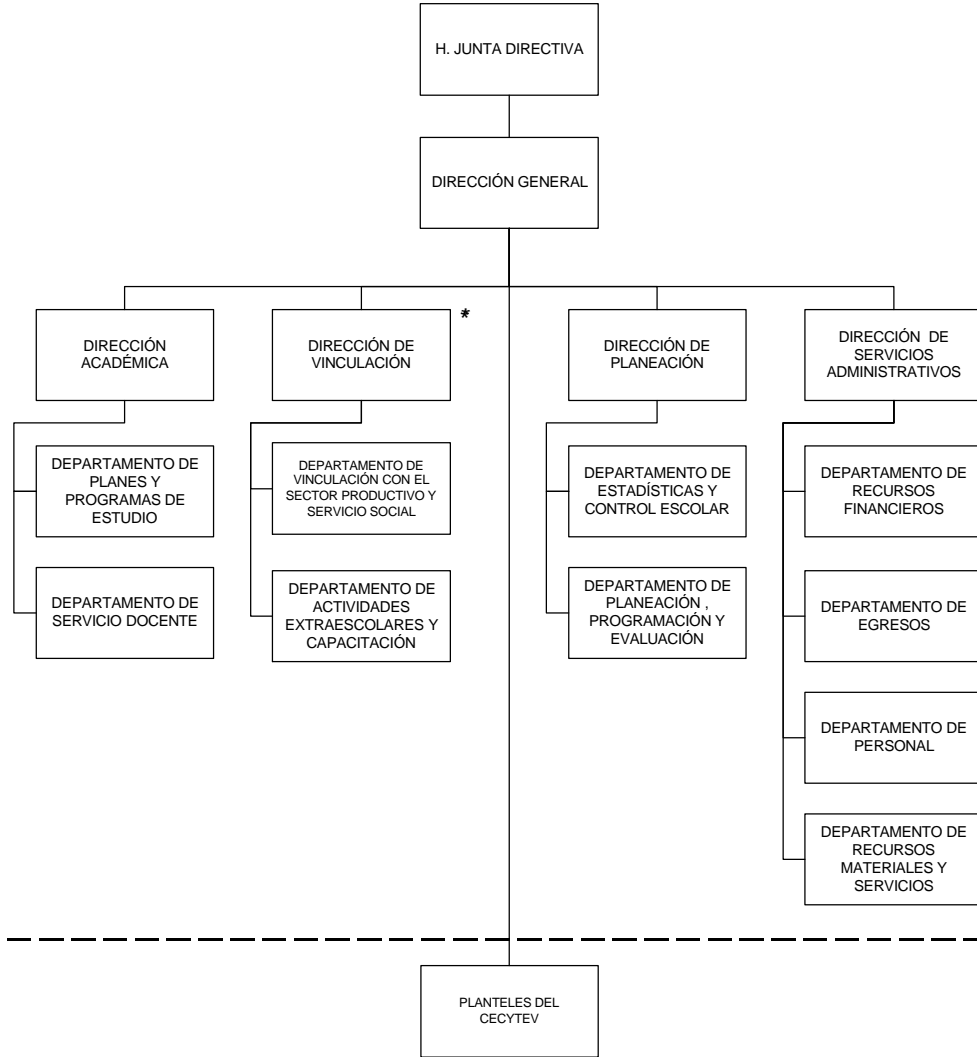 H. JUNTA DIRECTIVA
DIRECCIÓN GENERAL
DIRECCIÓN
ACADÉMICA
DIRECCIÓN DE
VINCULACIÓN
*
DIRECCIÓN DE
PLANEACIÓN
DIRECCIÓN DE
SERVICIOS
ADMINISTRATIVOS
DEPARTAMENTO DE
PLANES Y
PROGRAMAS DE
ESTUDIO
DEPARTAMENTO DE
VINCULACIÓN CON EL
SECTOR PRODUCTIVO Y
SERVICIO SOCIAL
DEPARTAMENTO DE
ESTADÍSTICAS Y
CONTROL ESCOLAR
DEPARTAMENTO DE
RECURSOS
FINANCIEROS
DEPARTAMENTO DE
SERVICIO DOCENTE
DEPARTAMENTO DE
ACTIVIDADES
EXTRAESCOLARES Y
CAPACITACIÓN
DEPARTAMENTO DE
PLANEACIÓN ,
PROGRAMACIÓN Y
EVALUACIÓN
DEPARTAMENTO DE
EGRESOS
DEPARTAMENTO DE
PERSONAL
DEPARTAMENTO DE
RECURSOS
MATERIALES Y
SERVICIOS
PLANTELES DEL
CECYTEV